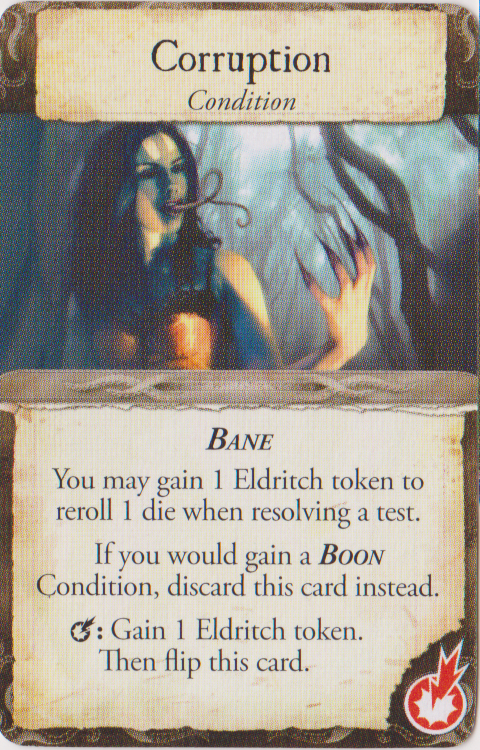 Corruption
Condition
BANE
You may gain 1 Eldritch token to
reroll 1 die when resolving a test.
If you would gain a BOON
Condition, discard this card instead.
: Gain 1 Eldritch token.
Then flip this card.